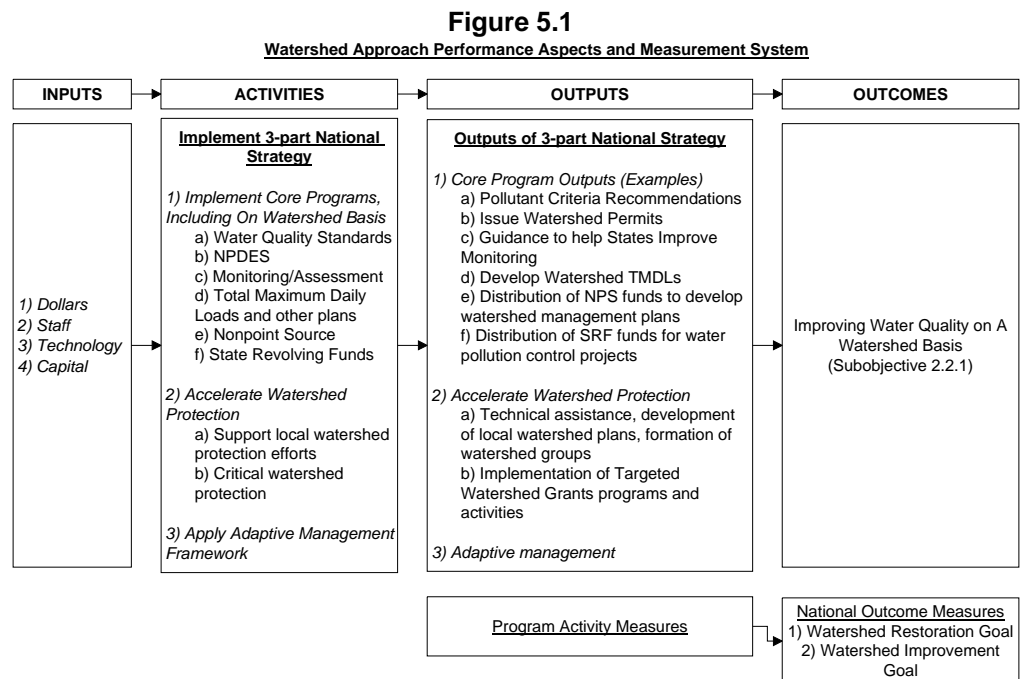 Figure 5.1
Watershed Approach Performance Aspects and Measurement System
INPUTS
ACTIVITIES
OUTPUTS
OUTCOMES
1) Dollars
2) Staff
3) Technology
4) Capital
Implement 3-part National
Strategy
1) Implement Core Programs,
Including On Watershed Basis
a) Water Quality Standards
b) NPDES
c) Monitoring/Assessment
d) Total Maximum Daily
Loads and other plans
e) Nonpoint Source
f) State Revolving Funds
2) Accelerate Watershed
Protection
a) Support local watershed
protection efforts
b) Critical watershed
protection
3) Apply Adaptive Management
Framework
Outputs of 3-part National Strategy
1) Core Program Outputs (Examples)
a) Pollutant Criteria Recommendations
b) Issue Watershed Permits
c) Guidance to help States Improve
Monitoring
d) Develop Watershed TMDLs
e) Distribution of NPS funds to develop
watershed management plans
f) Distribution of SRF funds for water
pollution control projects
2) Accelerate Watershed Protection
a) Technical assistance, development
of local watershed plans, formation of
watershed groups
b) Implementation of Targeted
Watershed Grants programs and
activities
3) Adaptive management
Improving Water Quality on A
Watershed Basis
(Subobjective 2.2.1)
Program Activity Measures
National Outcome Measures
1) Watershed Restoration Goal
2) Watershed Improvement
Goal